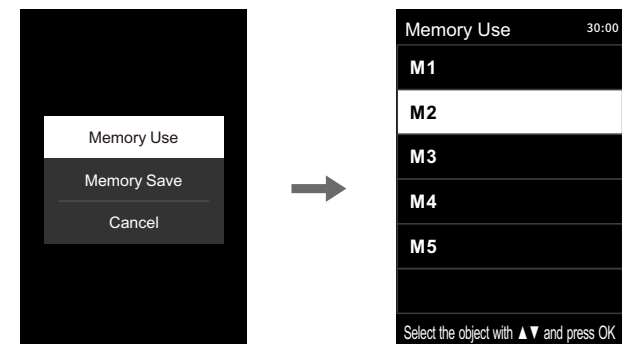 Memory Use
Memory Save
Cancel
Memory Use 30:00
M1
M2
M3
M4
M5
Select the object with ▲▼ and press OK